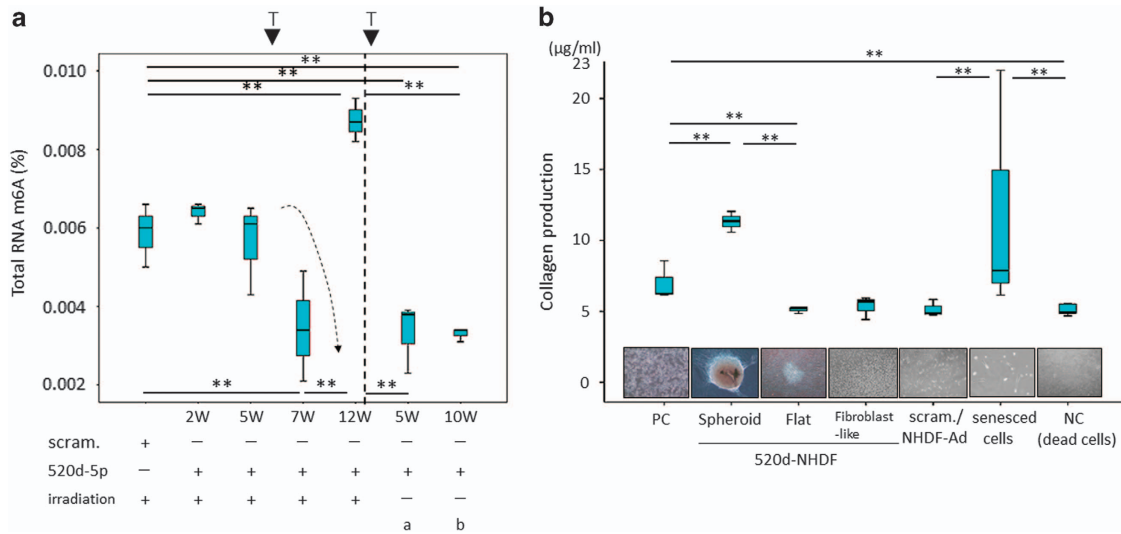 a
T
T
Total RNA m6A (%)
0.010
0.008
0.006
0.004
0.002
**
**
**
**
**
**
**
2W
5W
7W
12W
5W
10W
scram.
+
−
−
−
−
−
−
520d-5p
−
+
+
+
+
+
+
irradiation
+
+
+
+
+
−
−
a
b
b
(µg/ml)
Collagen production
23
15
10
5
0
**
**
**
**
**
**
PC
Spheroid
Flat
Fibroblast
-like
scram./
NHDF-Ad
senesced
cells
NC
(dead cells)
520d-NHDF